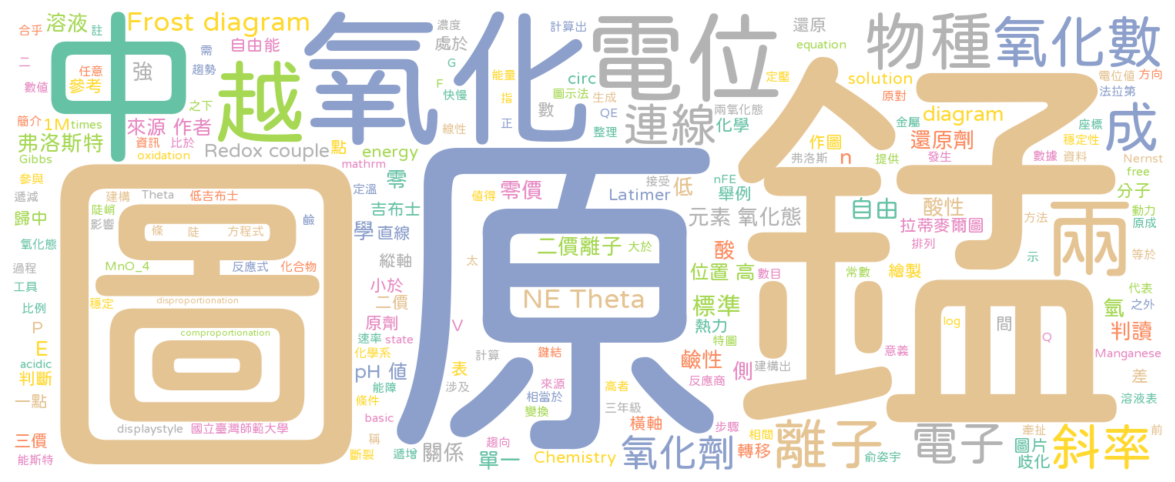 合乎 溶液 註 Frost diagram 濃度 計算出 還原 物種 氧化數
二 中 強 需 自由能 處於 氧化 電位 equation 電位值 方向
任意 趨勢 越 G 能量 circ 定壓 solution 法拉第
數值 參考 之下 F 快慢 指 圖示法 生成 原對 成
簡介 1M times 來源 作者 數 QE 連線 兩氧化態 diagram 座標
弗洛斯特 資訊 比於 點 線性 正 整理 化學 作圖 金屬 還原劑 穩定性
Gibbs oxidation Redox couple energy 弗洛斯 n 提供 發生 數據 資料 Nernst
參與 mathrm 零 定溫 原 接受 nFE 鋅 free
遞減 建構 Theta 低吉布士 值得 零價 Latimer 低 舉例 分子
歸中 陡峭 影響 鹼 吉布士 元素 氧化態 自由 酸性 兩 動力 原成
圖 條 陡 方程式 學 直線 二價離子 大於 酸 拉蒂麥爾圖 方法
氫化態 縱軸 排列 示 等於
過程 MnO_4 反應式 化合物 太 位置 高 數目 常數 繪製
工具 小於 NE Theta 代表
比例 穩定 disproportionation 二價 標準 氫 之外
P 原劑 V 熱力 log 間 判讀
E comproportionation 速率 state 特圖 Q
acidic 化學系 計算 鍵結 鹼性 意義 Manganese
判斷 pH 值 表 側 建構出 差
能障 涉及 來源 高者 反應商
一點 條件 相當於 三年級 溶液表
displaystyle 國立臺灣師範大學 basic 變換 橫軸 步驟 離子 電子 牽扯 前
三價 稱 關係 趨向 氧化劑 轉移 相間 圖片 斜率
能斯特 斷裂 遞增 單一 Chemistry 俞姿宇 歧化